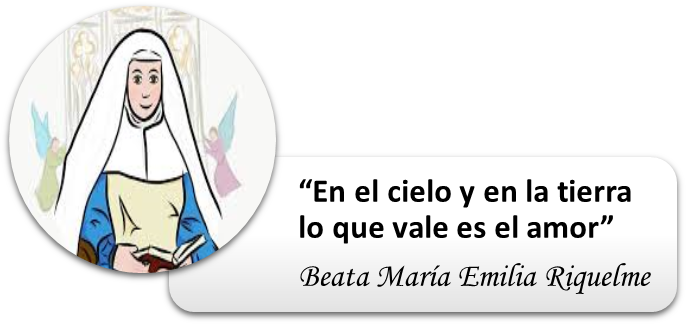 “En el cielo y en la tierra
lo que vale es el amor”
Beata María Emilia Riquelme